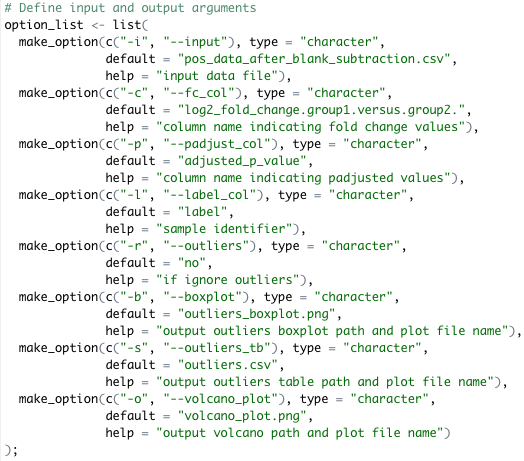 # Define input and output arguments
option_list <- list(
  make_option(c("-i", "--input"), type = "character",
              default = "pos_data_after_blank_subtraction.csv",
              help = "input data file"),
  make_option(c("-c", "--fc_col"), type = "character",
              default = "log2_fold_change.group1.versus.group2.",
              help = "column name indicating fold change values"),
  make_option(c("-p", "--padjust_col"), type = "character",
              default = "adjusted_p_value",
              help = "column name indicating padjusted values"),
  make_option(c("-l", "--label_col"), type = "character",
              default = "label",
              help = "sample identifier"),
  make_option(c("-r", "--outliers"), type = "character",
              default = "no",
              help = "if ignore outliers"),
  make_option(c("-b", "--boxplot"), type = "character",
              default = "outliers_boxplot.png",
              help = "output outliers boxplot path and plot file name"),
  make_option(c("-s", "--outliers_tb"), type = "character",
              default = "outliers.csv",
              help = "output outliers table path and plot file name"),
  make_option(c("-o", "--volcano_plot"), type = "character",
              default = "volcano_plot.png",
              help = "output volcano path and plot file name")
);